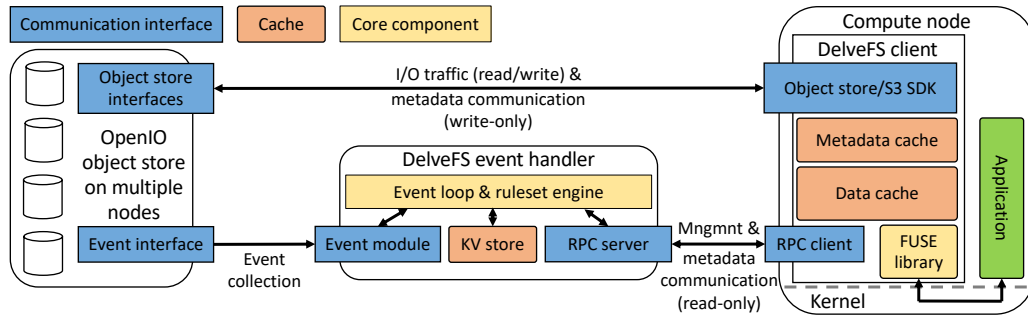 Communication interface
Cache
Core component
Compute node
DelveFS client
Object store
interfaces
I/O traffic (read/write) &
metadata communication
(write-only)
Object store/S3 SDK
OpenIO
object store
on multiple
nodes
DelveFS event handler
Metadata cache
Application
Event loop & ruleset engine
Data cache
Event interface
Event
collection
Event module
KV store
RPC server
Mngmnt &
metadata
communication
(read-only)
RPC client
FUSE
library
Kernel